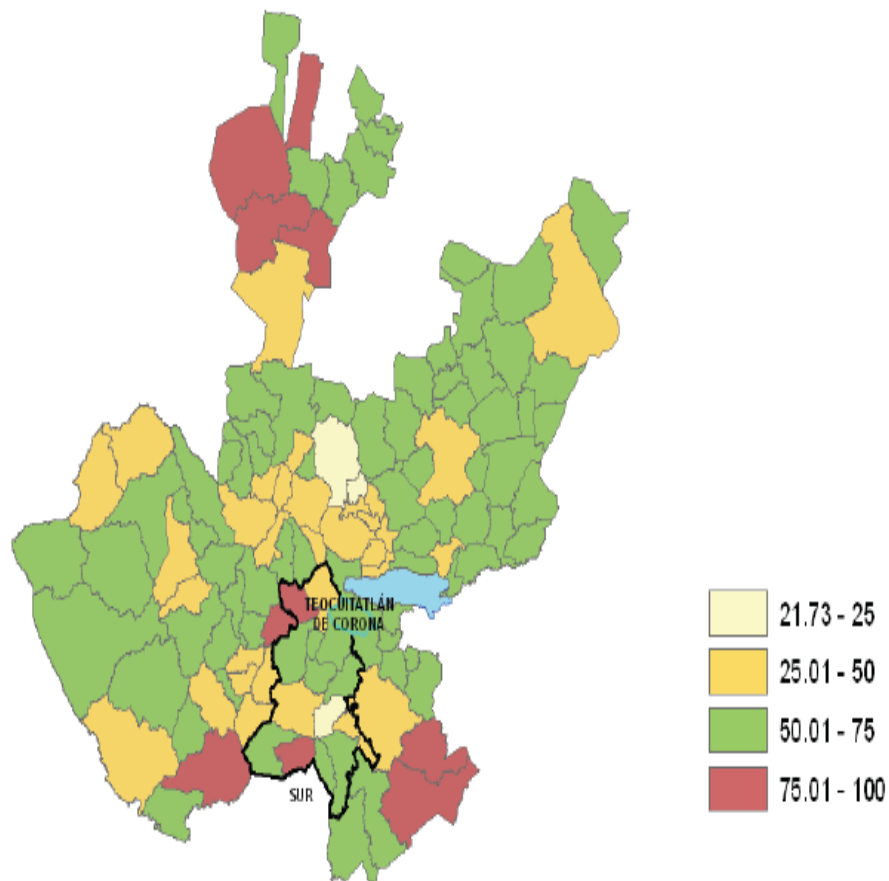 TEOCUITATLÁN
DE CORONA
SUR
21.73 - 25
25.01 - 50
50.01 - 75
75.01 - 100